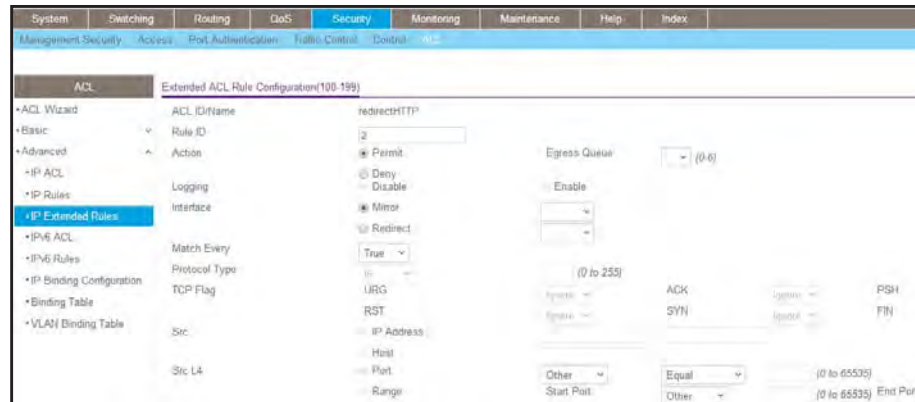 System Switching Routing QoS Security Monitoring Maintenance Help Index
Management Security Access Port Authentication Traffic Control Control ACL
ACL
Extended ACL Rule Configuration(100-199)
•ACL Wizard
•Basic
•Advanced
•IP ACL
•IP Rules
•IP Extended Rules
•IPv6 ACL
•IPv6 Rules
•IP Binding Configuration
•Binding Table
•VLAN Binding Table
ACL ID/Name redirectHTTP
Rule ID 2
Action Permit Egress Queue (0-6)
Deny
Logging Disable Enable
Interface Mirror
Redirect
Match Every True
Protocol Type IP (0 to 255)
TCP Flag URG Ignore ACK Ignore PSH
RST Ignore SYN Ignore FIN
Src IP Address
Host
Src L4 Port Other Equal (0 to 65535)
Range Start Port Other (0 to 65535) End Por